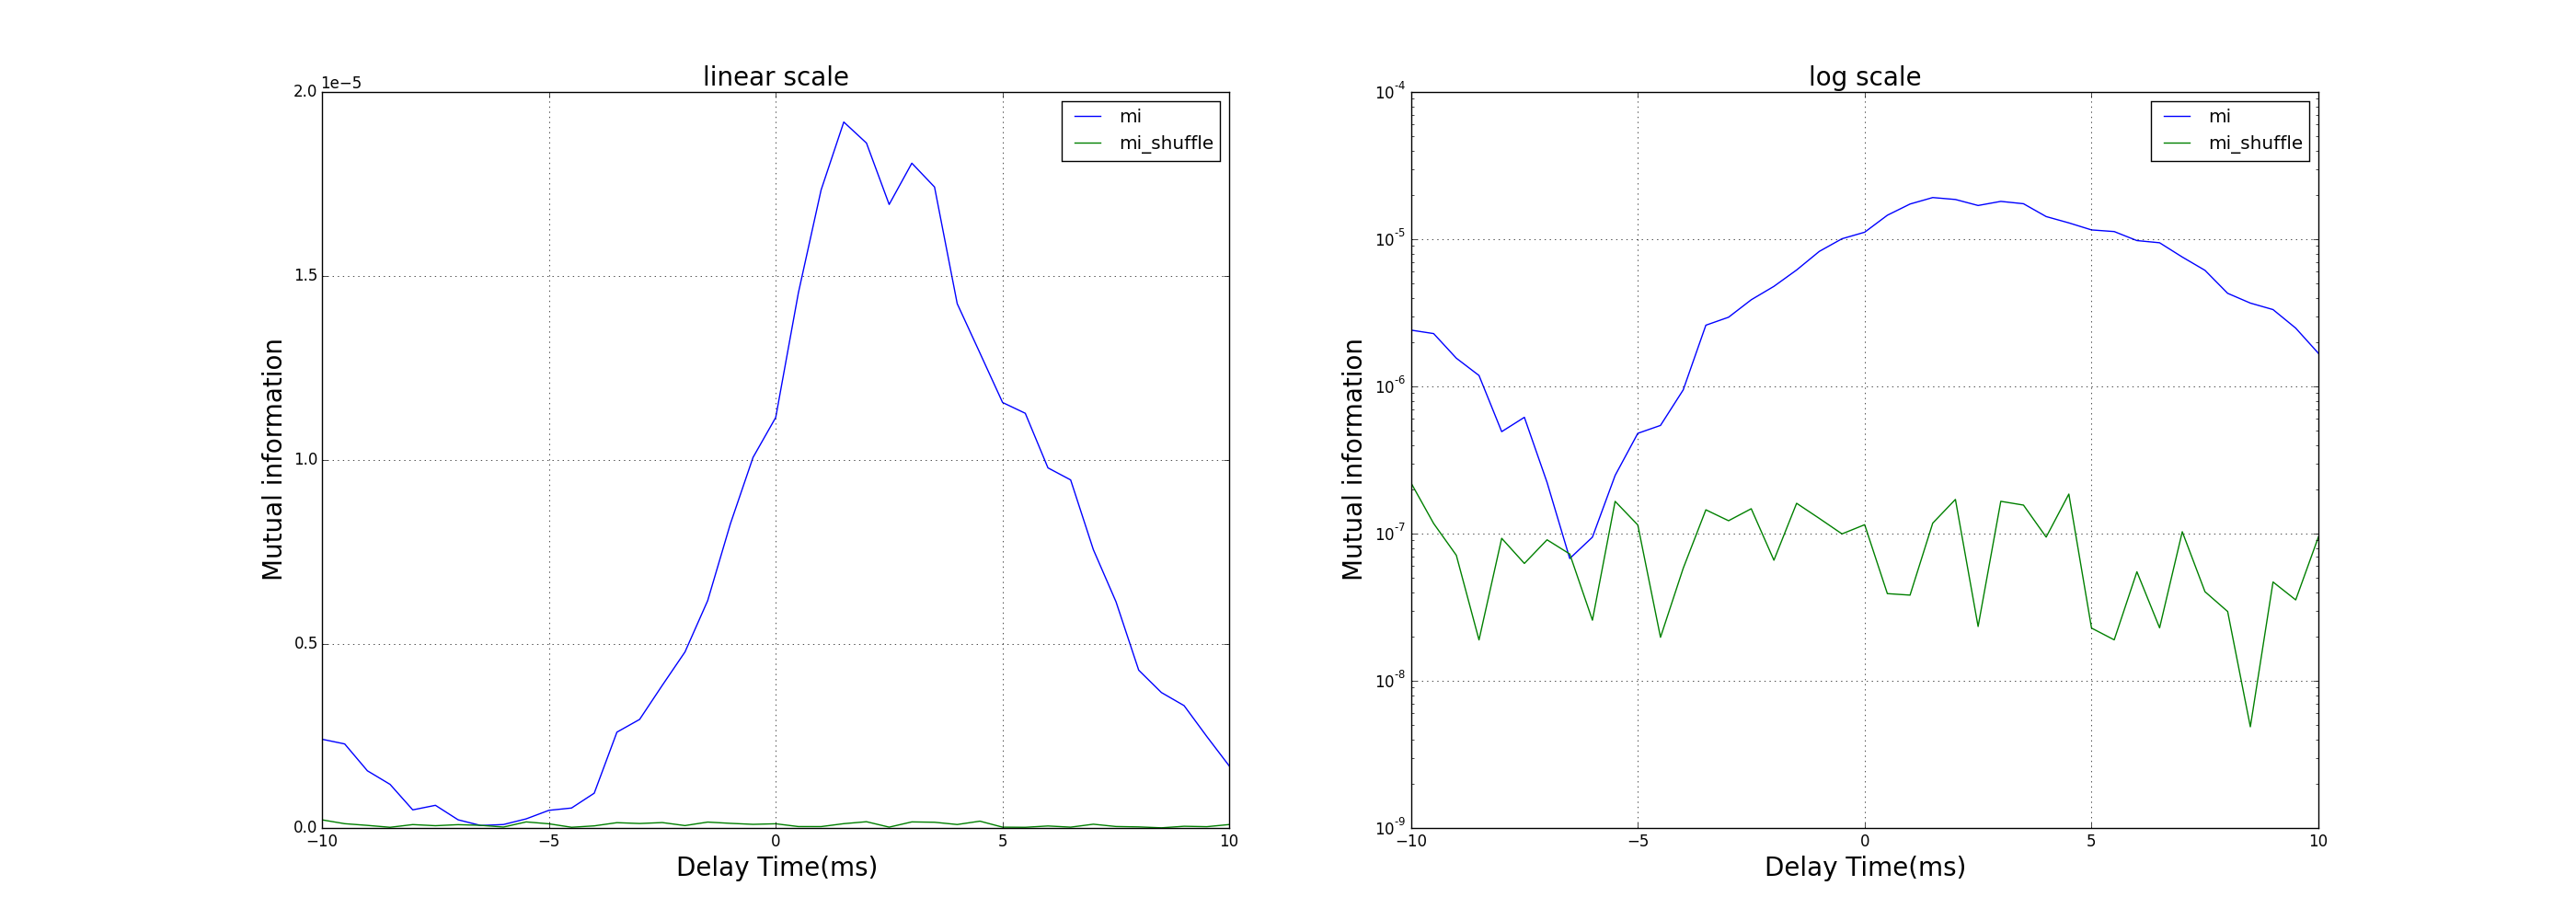 linear scale
1e−5
2.0
1.5
1.0
0.5
0.0
−10 −5 0 5 10
Delay Time(ms)
Mutual information
mi
mi_shuffle
log scale
10-4
10-5
10-6
10-7
10-8
10-9
−10 −5 0 5 10
Delay Time(ms)
Mutual information
mi
mi_shuffle